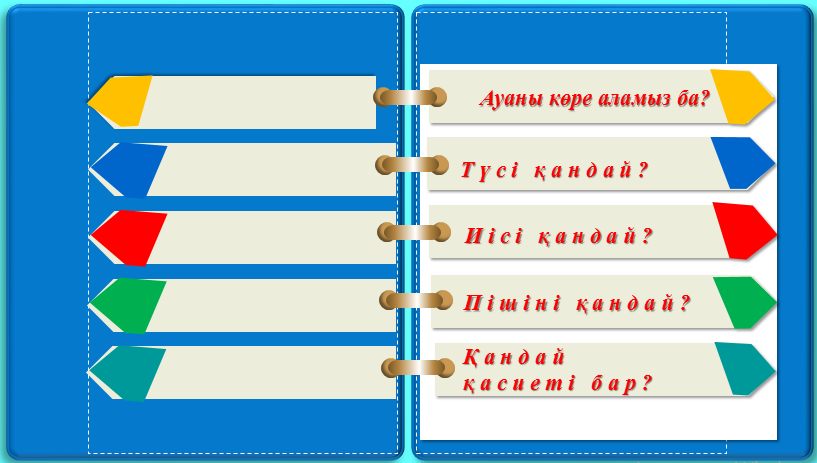 Ауаны көре аламыз ба?
Түсі қандай?
Иісі қандай?
Пішіні қандай?
Қандай
қасиеті бар?